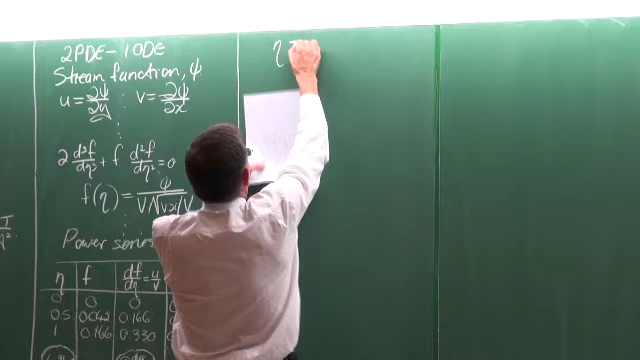 2PDE - 1ODE
Stream function, ψ
u = ∂ψ/∂y v = -∂ψ/∂x
2 d³f/dη³ + f d²f/dη² = 0
f(η) = ψ / V√νx/V
Power series
η f df/dη = u/V
0 0 0
0.5 0.042 0.166
1 0.166 0.330
η =